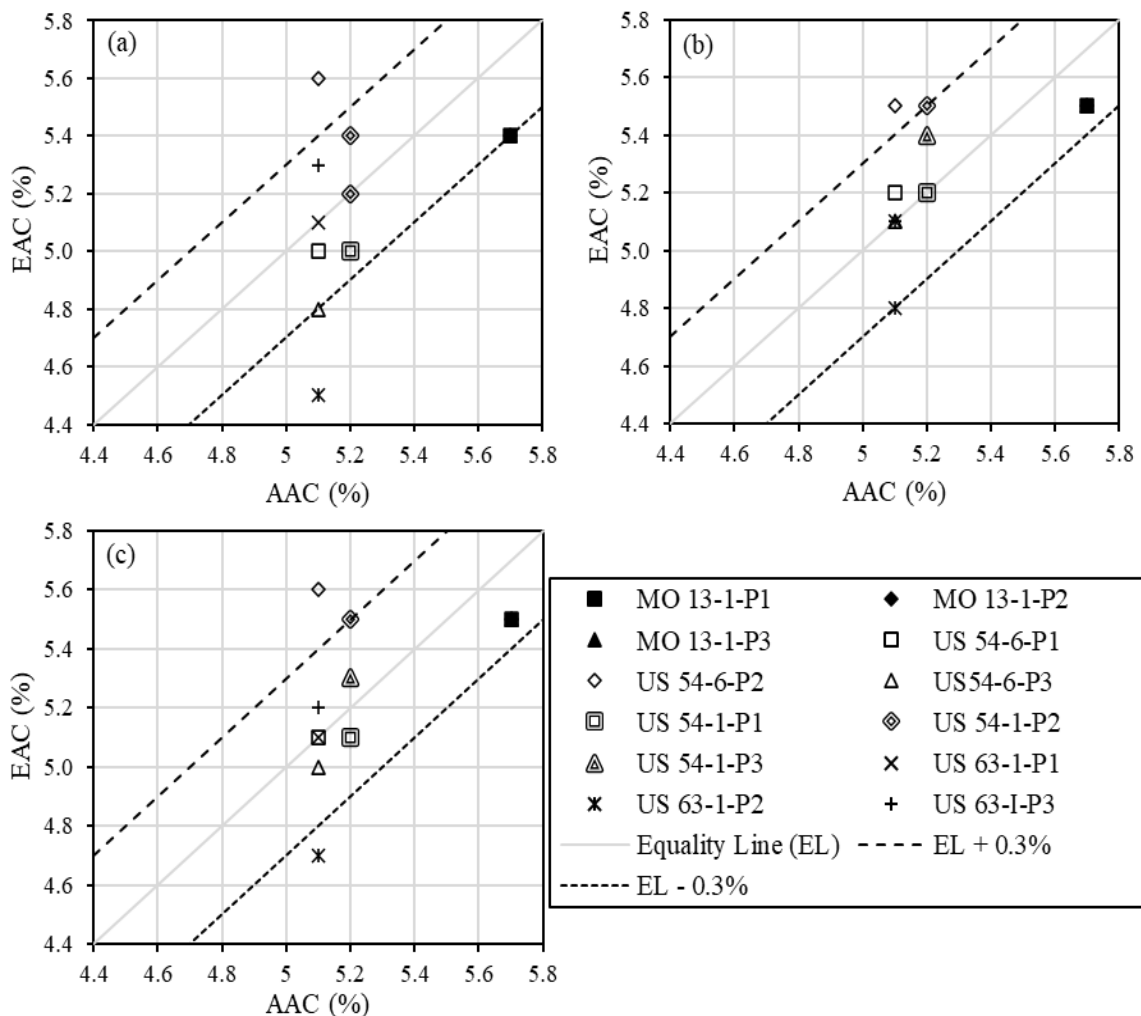 (a)
5.8
5.6
5.4
5.2
5.0
4.8
4.6
4.4
EAC (%)
4.4 4.6 4.8 5 5.2 5.4 5.6 5.8
AAC (%)
(b)
5.8
5.6
5.4
5.2
5.0
4.8
4.6
4.4
EAC (%)
4.4 4.6 4.8 5 5.2 5.4 5.6 5.8
AAC (%)
(c)
5.8
5.6
5.4
5.2
5.0
4.8
4.6
4.4
EAC (%)
4.4 4.6 4.8 5 5.2 5.4 5.6 5.8
AAC (%)
MO 13-1-P1 MO 13-1-P2
MO 13-1-P3 US 54-6-P1
US 54-6-P2 US54-6-P3
US 54-1-P1 US 54-1-P2
US 54-1-P3 US 63-1-P1
US 63-1-P2 US 63-I-P3
Equality Line (EL) EL + 0.3%
EL - 0.3%